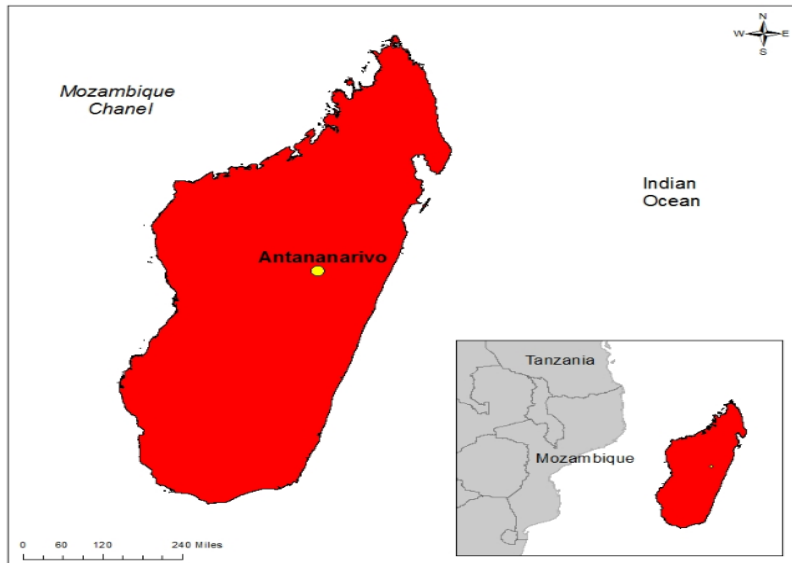 N
W E
S
Mozambique
Chanel
Indian
Ocean
Antananarivo
Tanzania
Mozambique
0 60 120 240 Miles